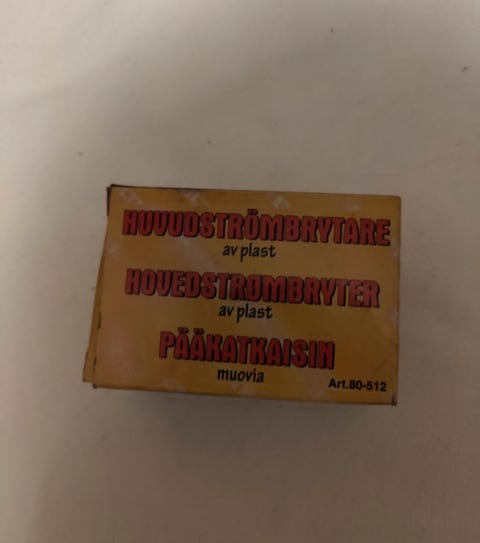 HUVUDSTRÖMBRYTARE
av plast
HOVEDSTRØMBRYTER
av plast
PÄÄKATKAISIN
muovia
Art.80-512